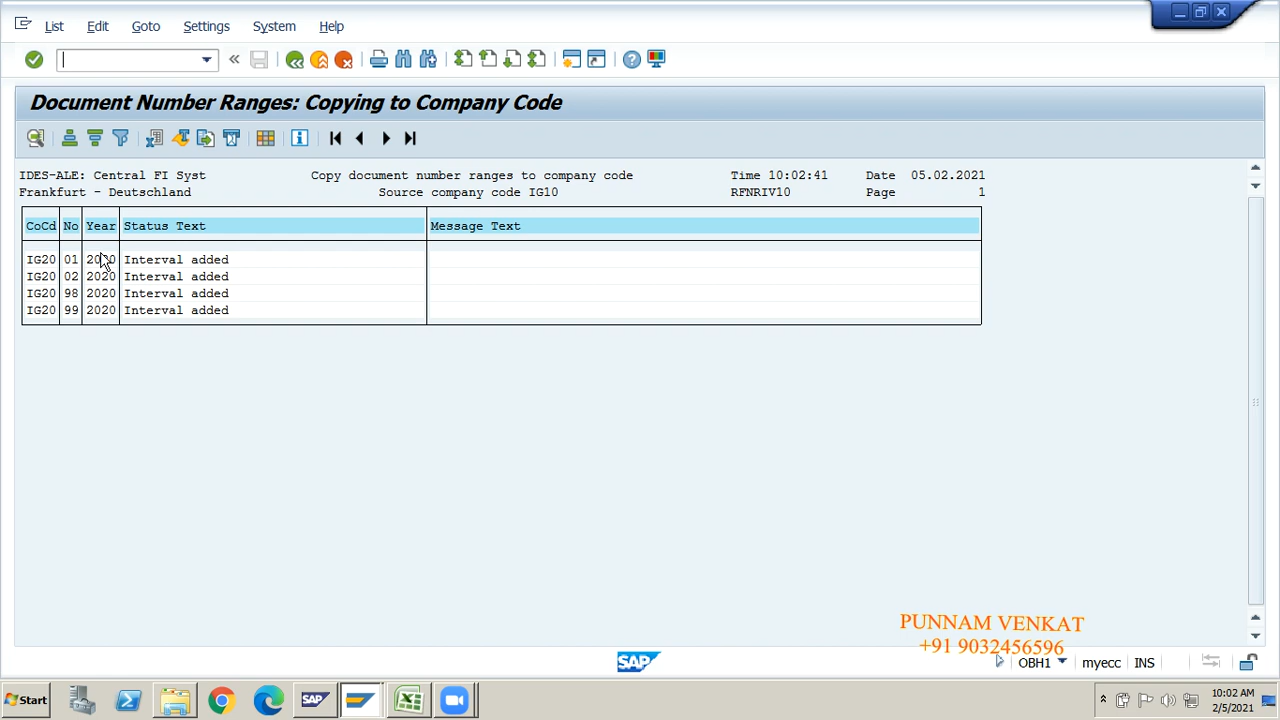 List Edit Goto Settings System Help
Document Number Ranges: Copying to Company Code
IDES-ALE: Central FI Syst Copy document number ranges to company code Time 10:02:41 Date 05.02.2021
Frankfurt - Deutschland Source company code IG10 RFNRIV10 Page 1
CoCd No Year Status Text Message Text
IG20 01 2020 Interval added
IG20 02 2020 Interval added
IG20 98 2020 Interval added
IG20 99 2020 Interval added
PUNNAM VENKAT
+91 9032456596
SAP OBH1 myecc INS
Start SAP 10:02 AM
2/5/2021